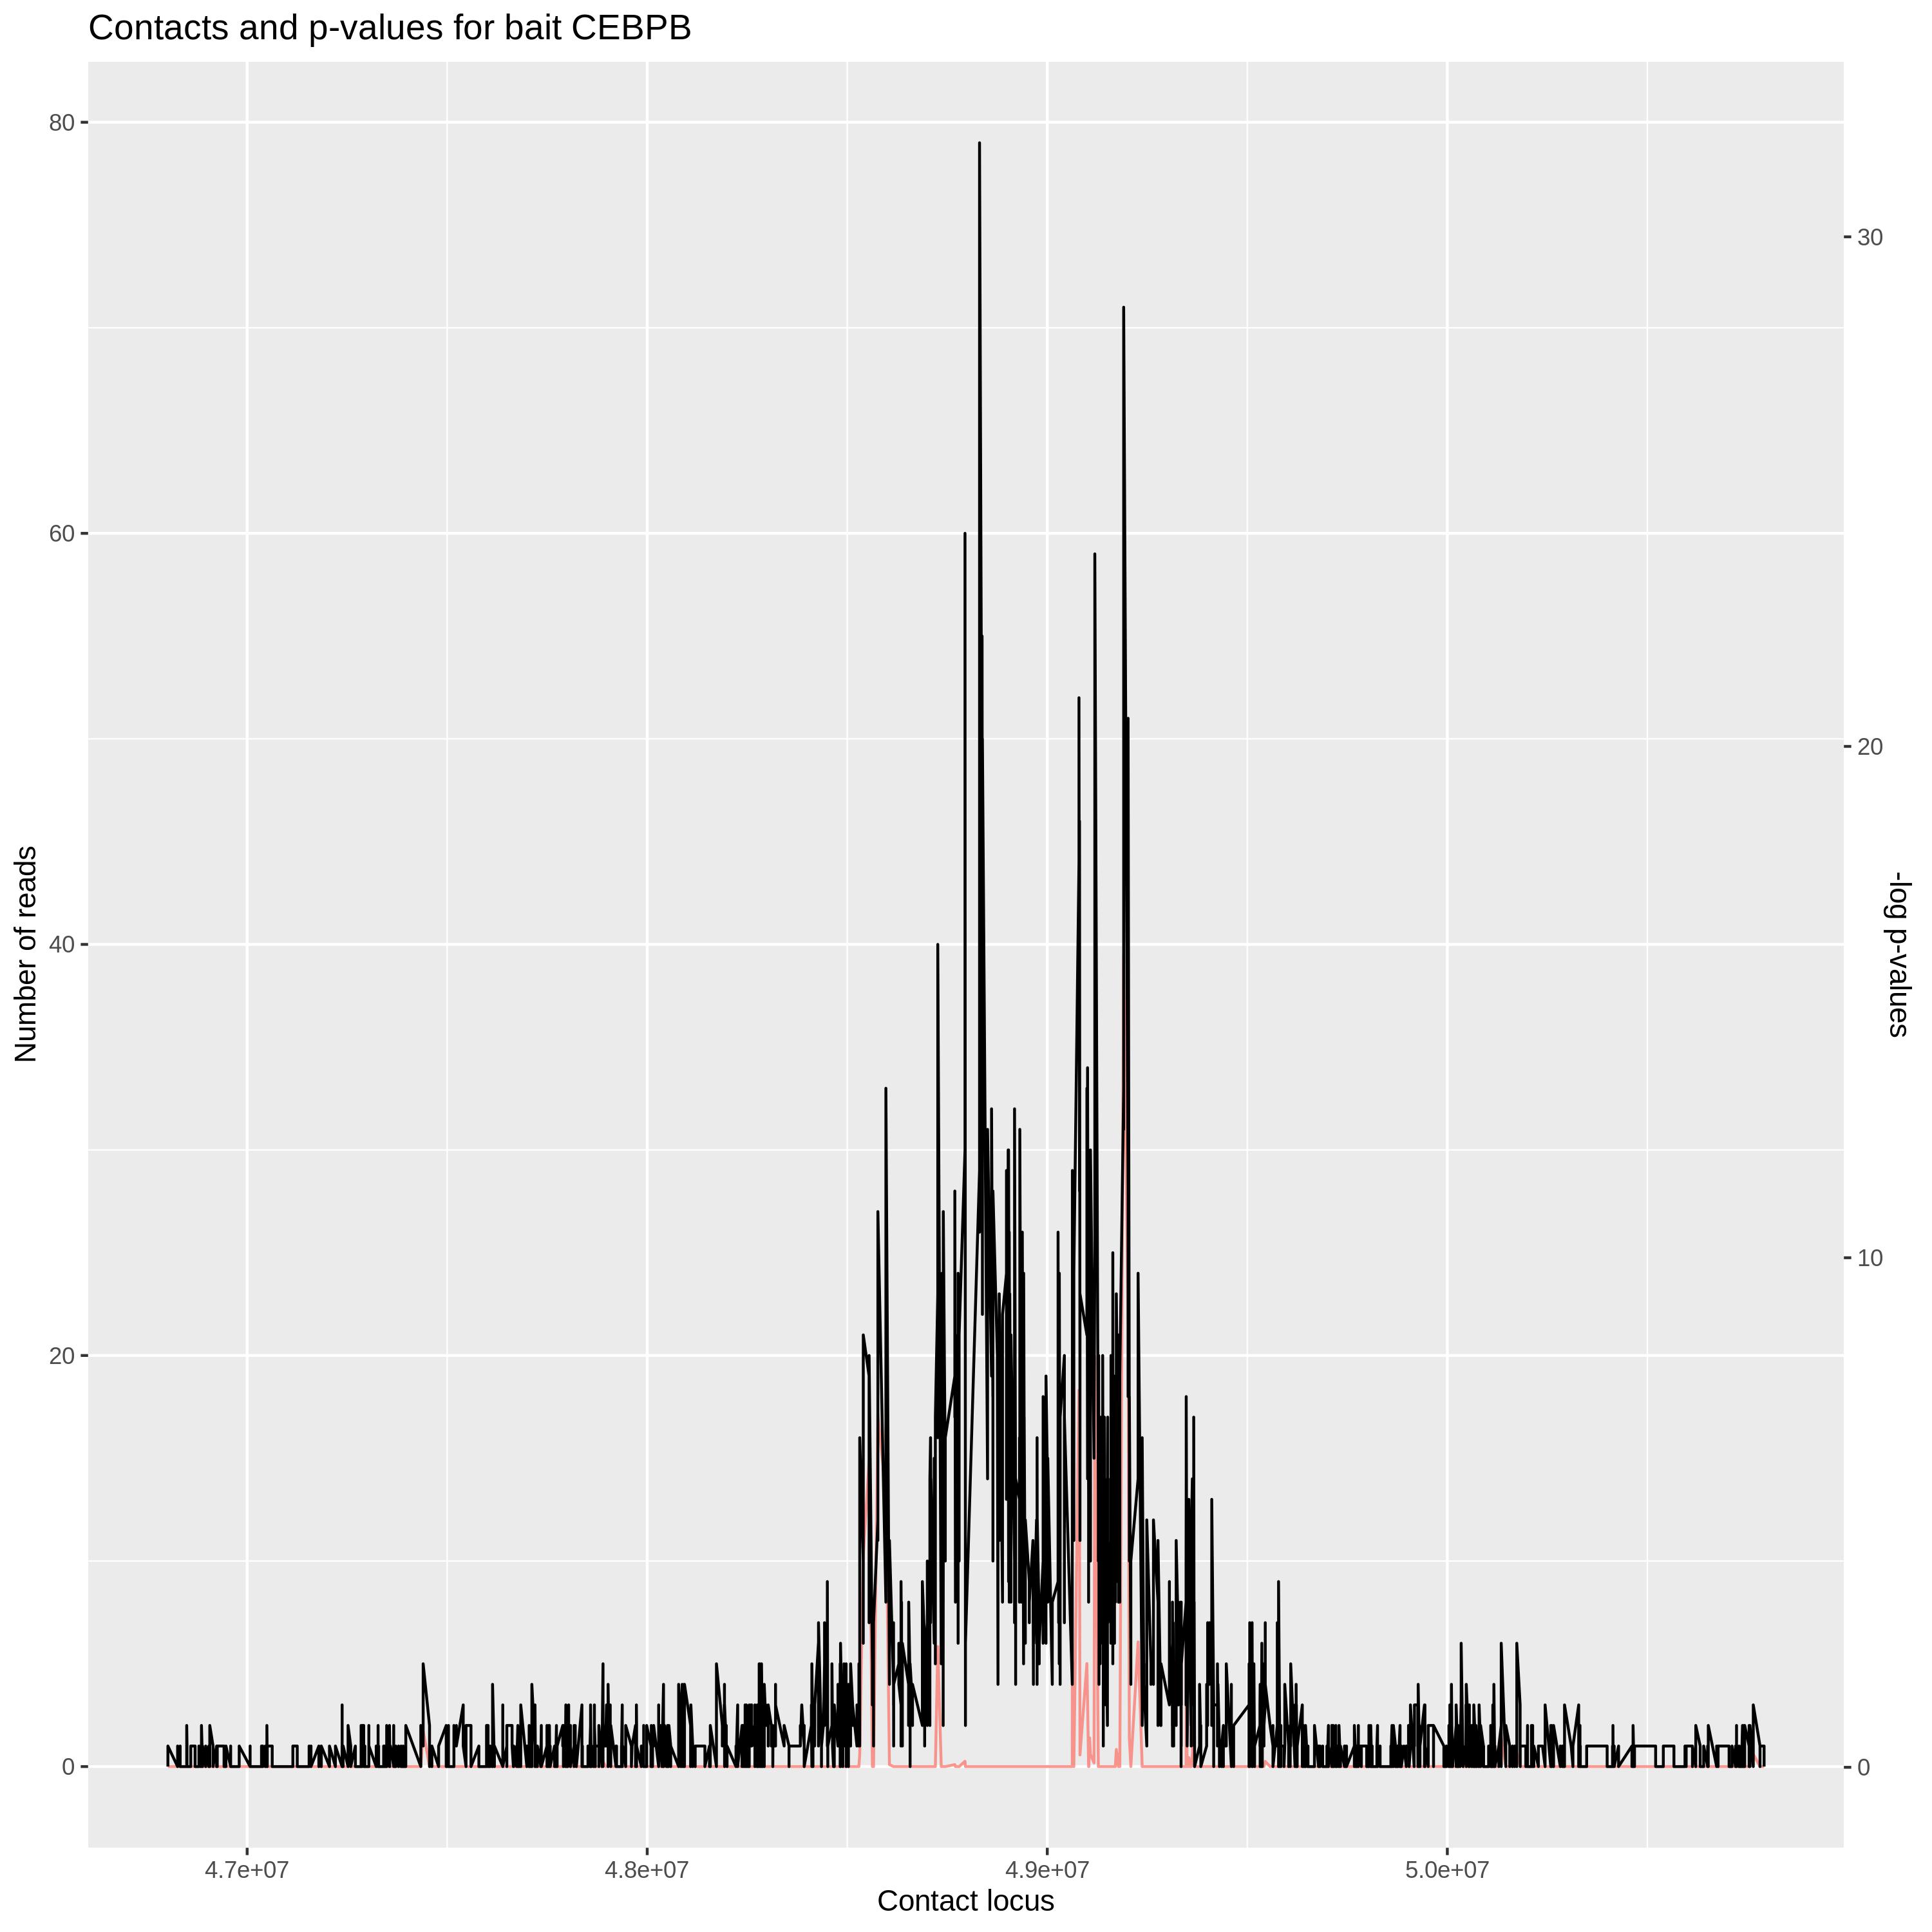 Contacts and p-values for bait CEBPB
80
60
40
20
0
30
20
10
0
Number of reads
-log p-values
4.7e+07
4.8e+07
4.9e+07
5.0e+07
Contact locus